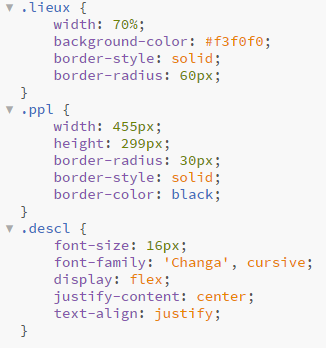 .lieux {
width: 70%;
background-color: #f3f0f0;
border-style: solid;
border-radius: 60px;
}
.ppl {
width: 455px;
height: 299px;
border-radius: 30px;
border-style: solid;
border-color: black;
}
.descl {
font-size: 16px;
font-family: 'Changa', cursive;
display: flex;
justify-content: center;
text-align: justify;
}